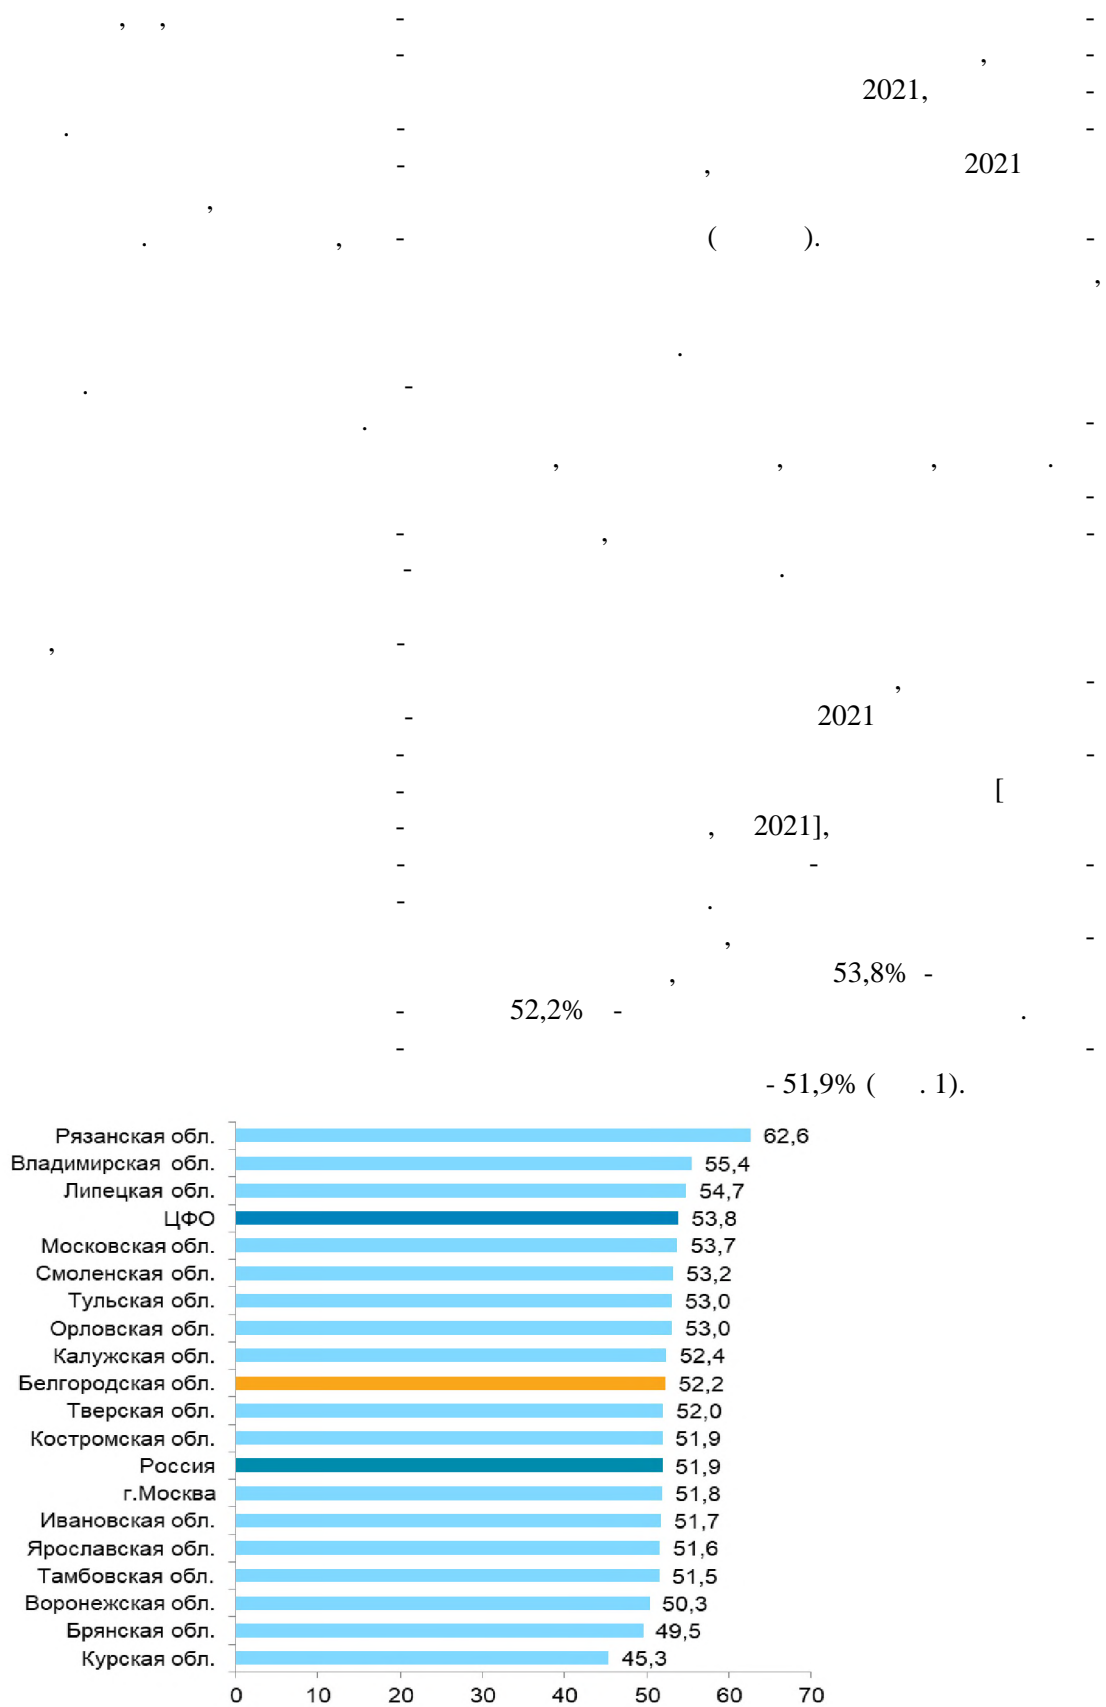 , , -
-
.
-
-
,
. , -
. -
.
-
-
, -
-
-
-
-
-
-
-
-
-
, -
2021, -
-
, 2021
( ). -
,
.
-
, , , .
-
, -
.
, -
2021
-
[
, 2021],
- -
.
, -
, 53,8% -
52,2% - .
-
- 51,9% ( . 1).
Рязанская обл. 62,6
Владимирская обл. 55,4
Липецкая обл. 54,7
ЦФО 53,8
Московская обл. 53,7
Смоленская обл. 53,2
Тульская обл. 53,0
Орловская обл. 53,0
Калужская обл. 52,4
Белгородская обл. 52,2
Тверская обл. 52,0
Костромская обл. 51,9
Россия 51,9
г.Москва 51,8
Ивановская обл. 51,7
Ярославская обл. 51,6
Тамбовская обл. 51,5
Воронежская обл. 50,3
Брянская обл. 49,5
Курская обл. 45,3
0 10 20 30 40 50 60 70